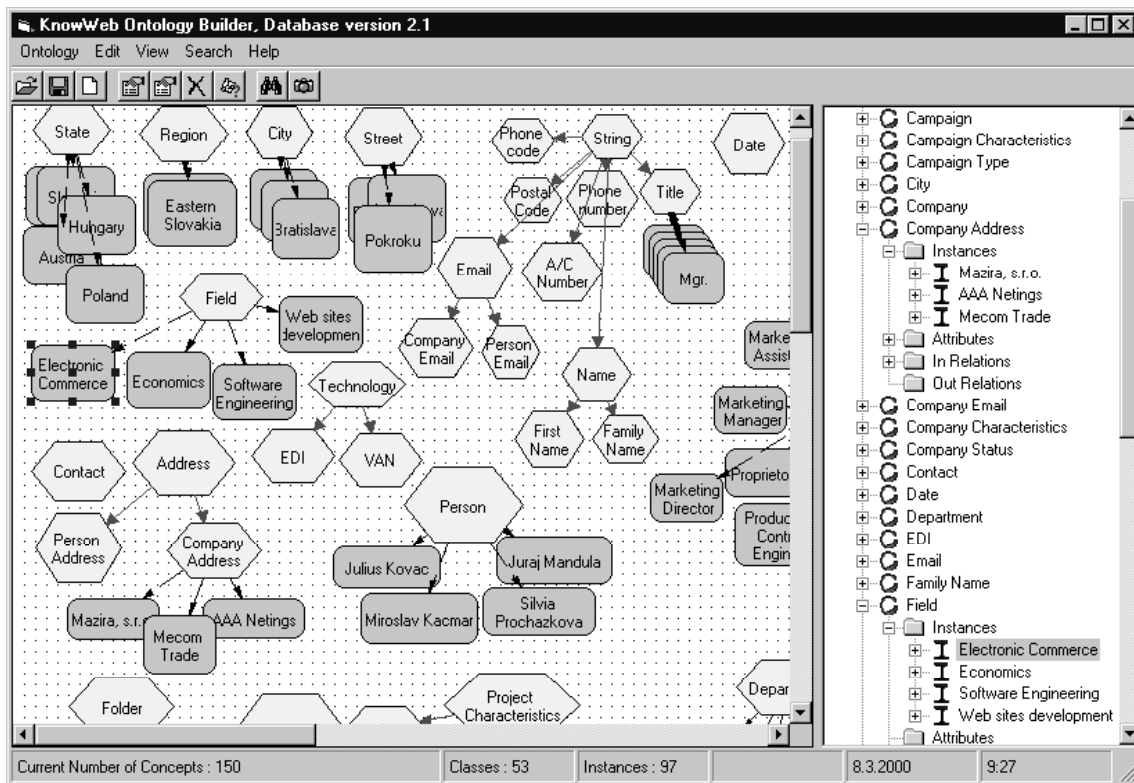 KnowWeb Ontology Builder, Database version 2.1
Ontology Edit View Search Help
State
Region
City
Street
Phone
code
String
Date
Postal
Code
Phone
number
Title
Eastern
Slovakia
Hungary
Bratislava
Pokroku
Austria
Poland
Email
A/C
Number
Mgr.
Field
Web sites
developmen
Company
Email
Person
Email
Electronic
Commerce
Economics
Software
Engineering
Technology
Name
Marke
Assist
Marketing
Manager
First
Name
Family
Name
EDI
VAN
Contact
Address
Marketing
Director
Proprieto
Person
Produc
Contr
Engin
Person
Address
Company
Address
Julius Kovac
Juraj Mandula
Mazira, s.r.o
Mecom
Trade
AAA Netings
Miroslav Kacmar
Silvia
Prochazkova
Folder
Project
Characteristics
Depar
Campaign
Campaign Characteristics
Campaign Type
City
Company
Company Address
Instances
Mazira, s.r.o.
AAA Netings
Mecom Trade
Attributes
In Relations
Out Relations
Company Email
Company Characteristics
Company Status
Contact
Date
Department
EDI
Email
Family Name
Field
Instances
Electronic Commerce
Economics
Software Engineering
Web sites development
Attributes
Current Number of Concepts : 150
Classes : 53
Instances : 97
8.3.2000
9:27